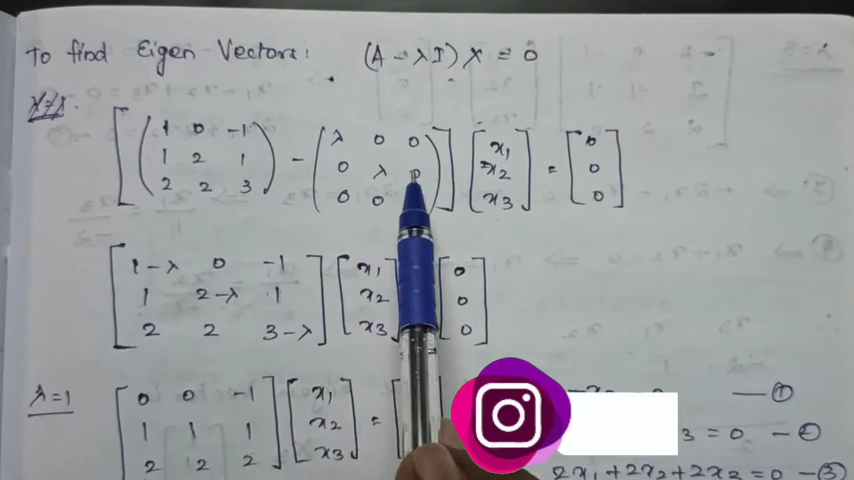 To find Eigen Vectors: (A - λI) X = 0
[ ( 1 0 -1 ) - ( λ 0 0 ) ] [ x₁ ] = [ 0 ]
1 2 1 0 λ 0 x₂ 0
2 2 3 0 0 x₃ 0
[ 1-λ 0 -1 ] [ x₁ ] [ 0 ]
1 2-λ 1 x₂ 0
2 2 3-λ x₃ 0
λ=1 [ 0 0 -1 ] [ x₁ ] = [ — ①
1 1 1 x₂ 3 = 0 — ②
2 2 2 x₃ 2x₁+2x₂+2x₃=0 — ③